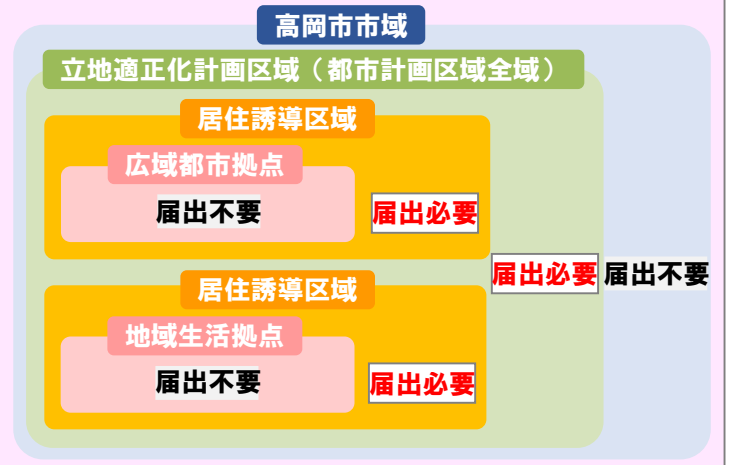 高岡市市域
立地適正化計画区域（都市計画区域全域）
居住誘導区域
広域都市拠点
届出不要
届出必要
届出必要
届出不要
居住誘導区域
地域生活拠点
届出不要
届出必要